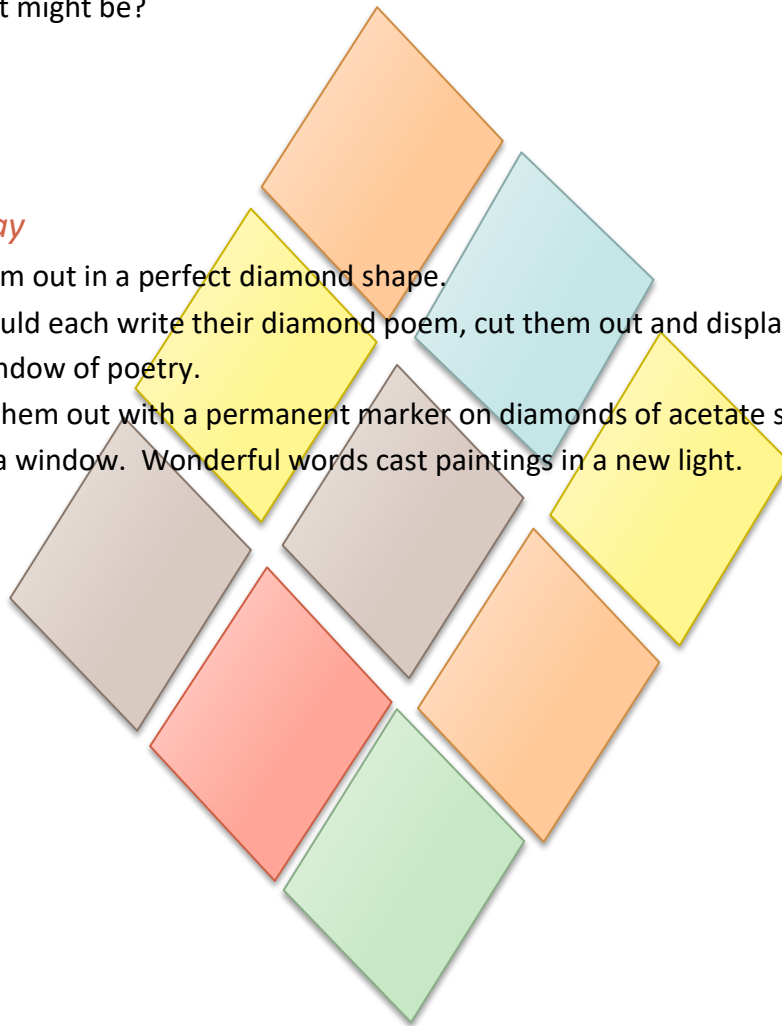 t might be?
ay
m out in a perfect diamond shape.
uld each write their diamond poem, cut them out and displa
ndow of poetry.
hem out with a permanent marker on diamonds of acetate s
a window.  Wonderful words cast paintings in a new light.